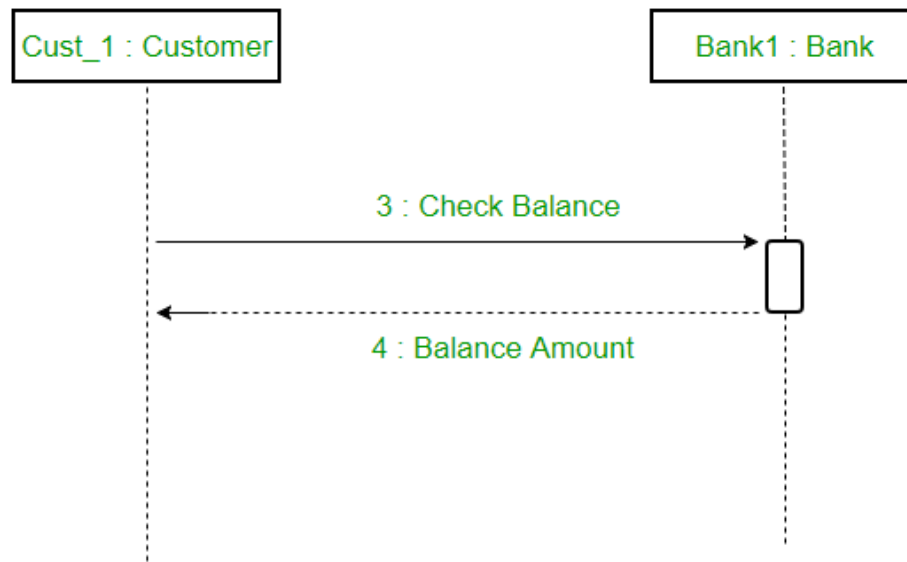 Cust_1 : Customer
Bank1 : Bank
3 : Check Balance
4 : Balance Amount